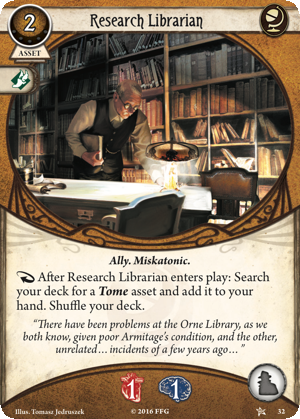 Research Librarian
2
ASSET
Ally. Miskatonic.
After Research Librarian enters play: Search
your deck for a Tome asset and add it to your
hand. Shuffle your deck.
“There have been problems at the Orne Library, as we
both know, given poor Armitage’s condition, and the other,
unrelated… incidents of a few years ago…”
1
1
Illus. Tomasz Jedruszek
© 2016 FFG
32